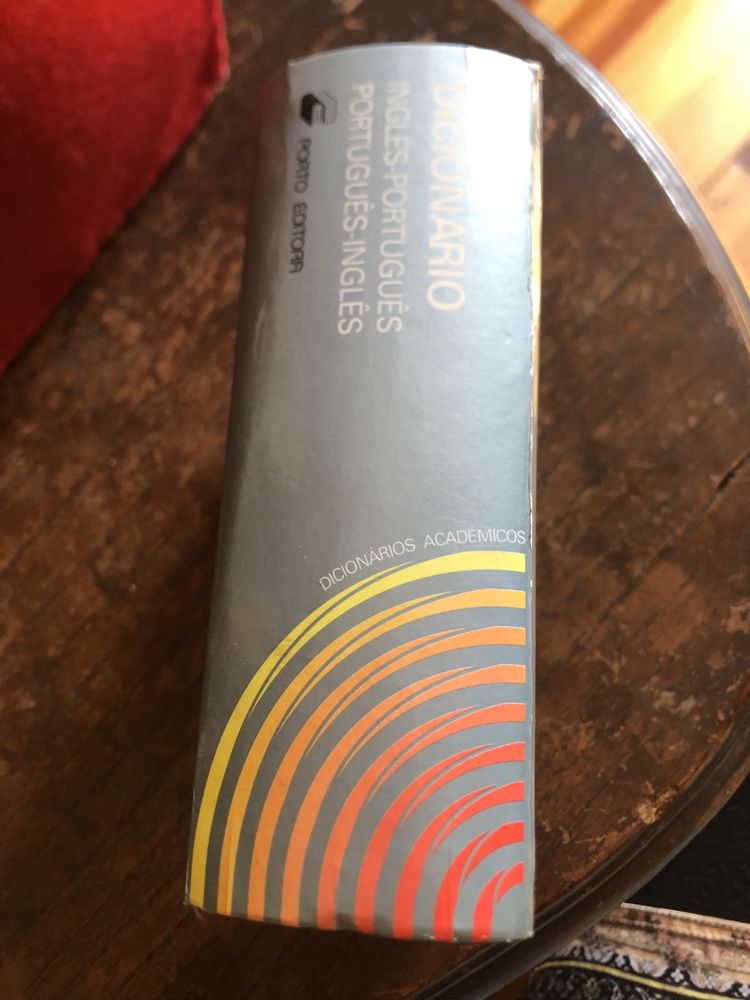 DICIONÁRIO
INGLÊS-PORTUGUÊS
PORTUGUÊS-INGLÊS
PORTO EDITORA
DICIONÁRIOS ACADÉMICOS